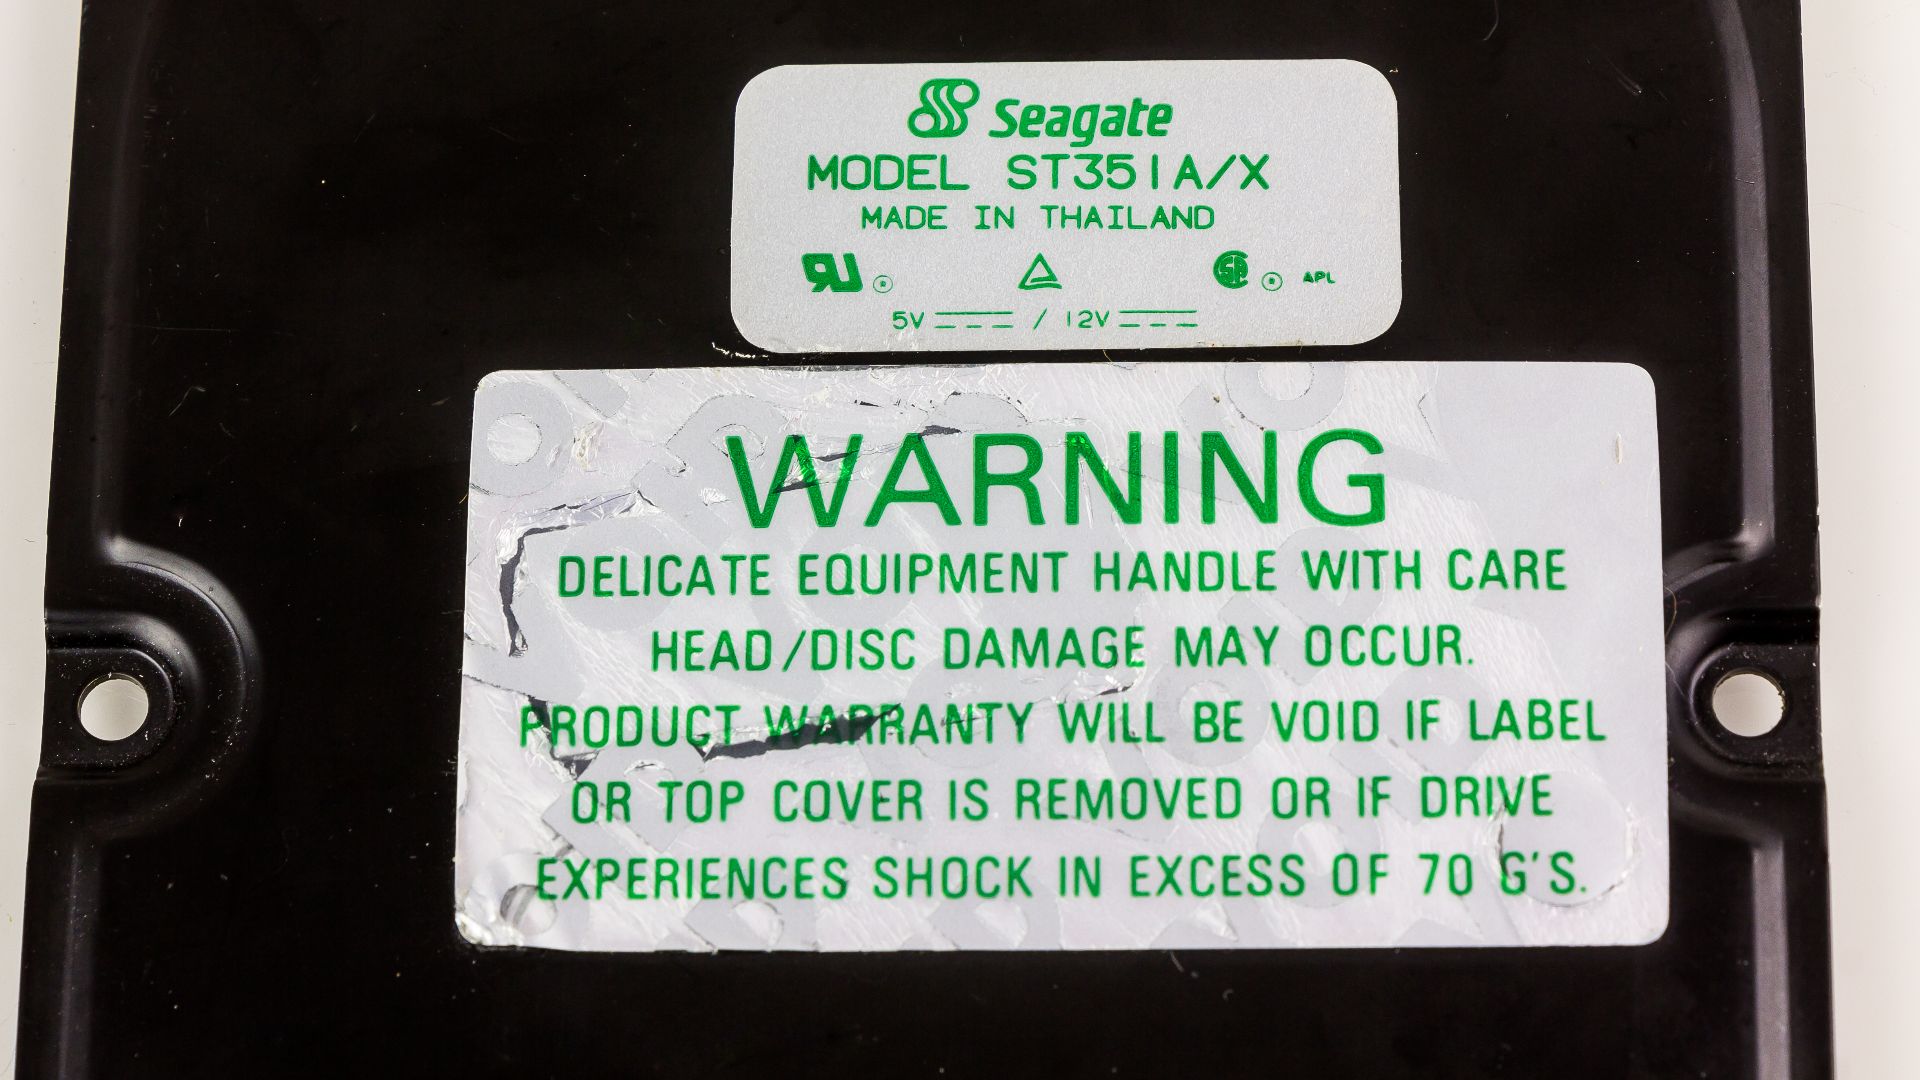 Seagate
MODEL ST351A/X
MADE IN THAILAND
5V / 12V
APL
WARNING
DELICATE EQUIPMENT HANDLE WITH CARE
HEAD/DISC DAMAGE MAY OCCUR.
PRODUCT WARRANTY WILL BE VOID IF LABEL
OR TOP COVER IS REMOVED OR IF DRIVE
EXPERIENCES SHOCK IN EXCESS OF 70 G'S.